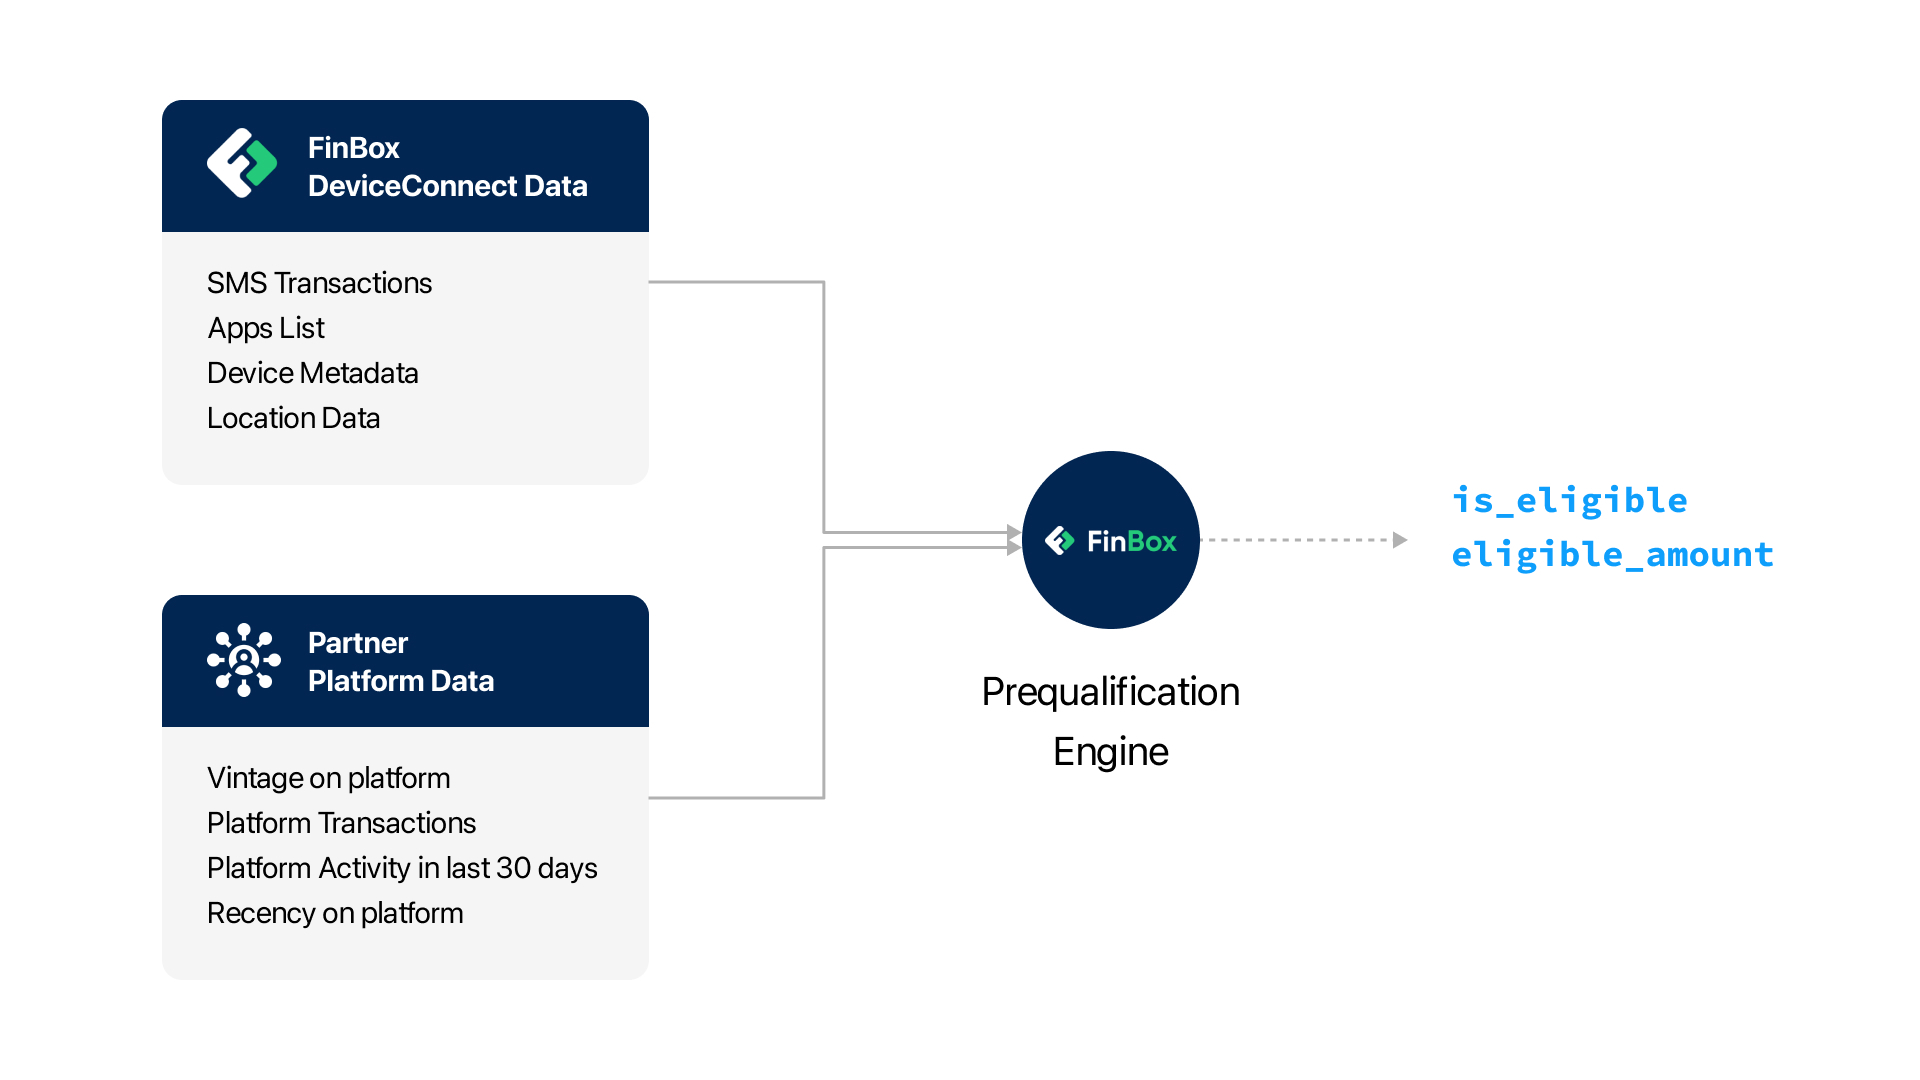 FinBox
DeviceConnect Data
SMS Transactions
Apps List
Device Metadata
Location Data
Partner
Platform Data
Vintage on platform
Platform Transactions
Platform Activity in last 30 days
Recency on platform
FinBox
Prequalification
Engine
is_eligible
eligible_amount